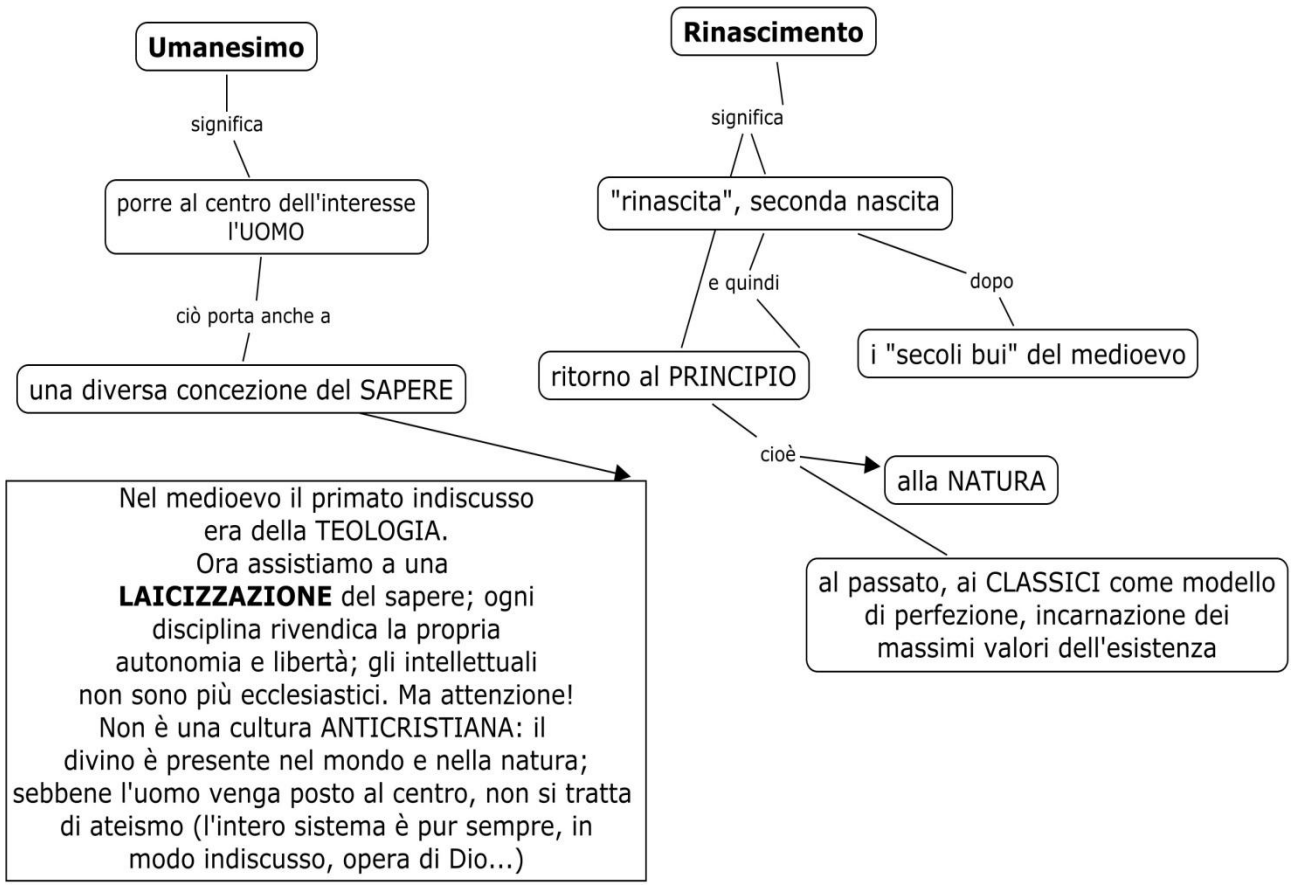 Umanesimo
significa
porre al centro dell'interesse
l'UOMO
ciò porta anche a
una diversa concezione del SAPERE
Nel medioevo il primato indiscusso
era della TEOLOGIA.
Ora assistiamo a una
LAICIZZAZIONE del sapere; ogni
disciplina rivendica la propria
autonomia e libertà; gli intellettuali
non sono più ecclesiastici. Ma attenzione!
Non è una cultura ANTICRISTIANA: il
divino è presente nel mondo e nella natura;
sebbene l'uomo venga posto al centro, non si tratta
di ateismo (l'intero sistema è pur sempre, in
modo indiscusso, opera di Dio...)
Rinascimento
significa
"rinascita", seconda nascita
e quindi
dopo
ritorno al PRINCIPIO
i "secoli bui" del medioevo
cioè
alla NATURA
al passato, ai CLASSICI come modello
di perfezione, incarnazione dei
massimi valori dell'esistenza